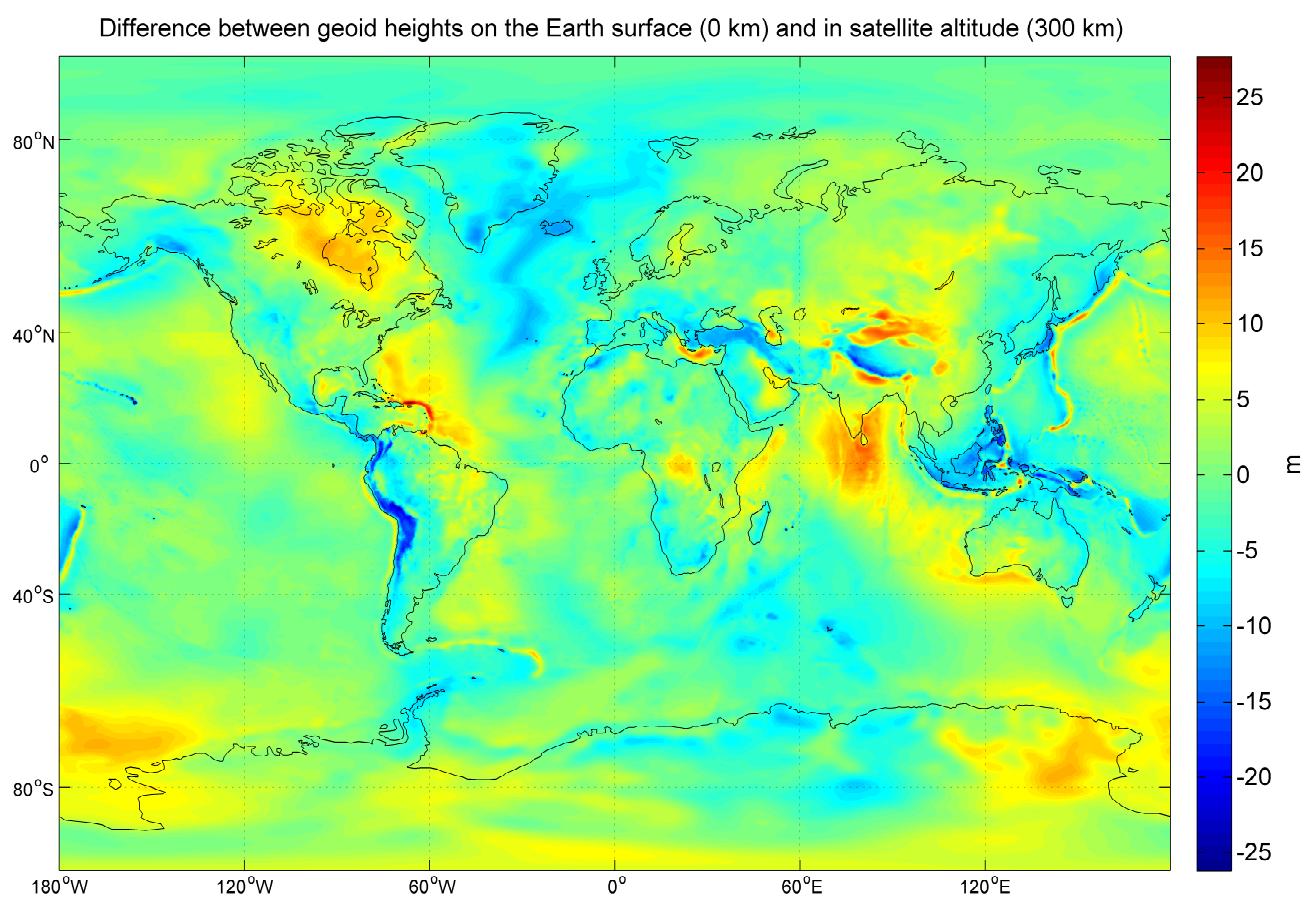 Difference between geoid heights on the Earth surface (0 km) and in satellite altitude (300 km)
80°N
40°N
0°
40°S
80°S
180°W 120°W 60°W 0° 60°E 120°E
25
20
15
10
5
0
-5
-10
-15
-20
-25
m